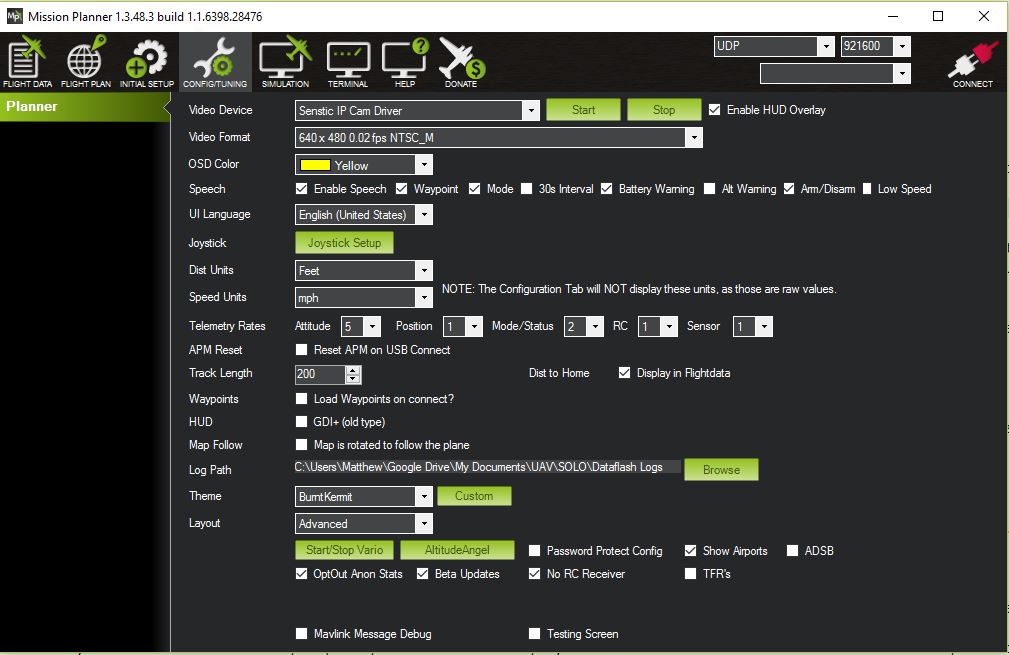 Mission Planner 1.3.48.3 build 1.1.6398.28476
FLIGHT DATA FLIGHT PLAN INITIAL SETUP CONFIG/TUNING SIMULATION TERMINAL HELP DONATE UDP 921600 CONNECT
Planner
Video Device Senstic IP Cam Driver Start Stop Enable HUD Overlay
Video Format 640 x 480 0.02 fps NTSC_M
OSD Color Yellow
Speech Enable Speech Waypoint Mode 30s Interval Battery Warning Alt Warning Arm/Disarm Low Speed
UI Language English (United States)
Joystick Joystick Setup
Dist Units Feet
NOTE: The Configuration Tab will NOT display these units, as those are raw values.
Speed Units mph
Telemetry Rates Attitude 5 Position 1 Mode/Status 2 RC 1 Sensor 1
APM Reset Reset APM on USB Connect
Track Length 200 Dist to Home Display in Flightdata
Waypoints Load Waypoints on connect?
HUD GDI+ (old type)
Map Follow Map is rotated to follow the plane
Log Path C:\Users\Matthew\Google Drive\My Documents\UAV\SOLO\Dataflash Logs Browse
Theme BurntKermit Custom
Layout Advanced
Start/Stop Vario AltitudeAngel Password Protect Config Show Airports ADSB
OptOut Anon Stats Beta Updates No RC Receiver TFR's
Mavlink Message Debug Testing Screen